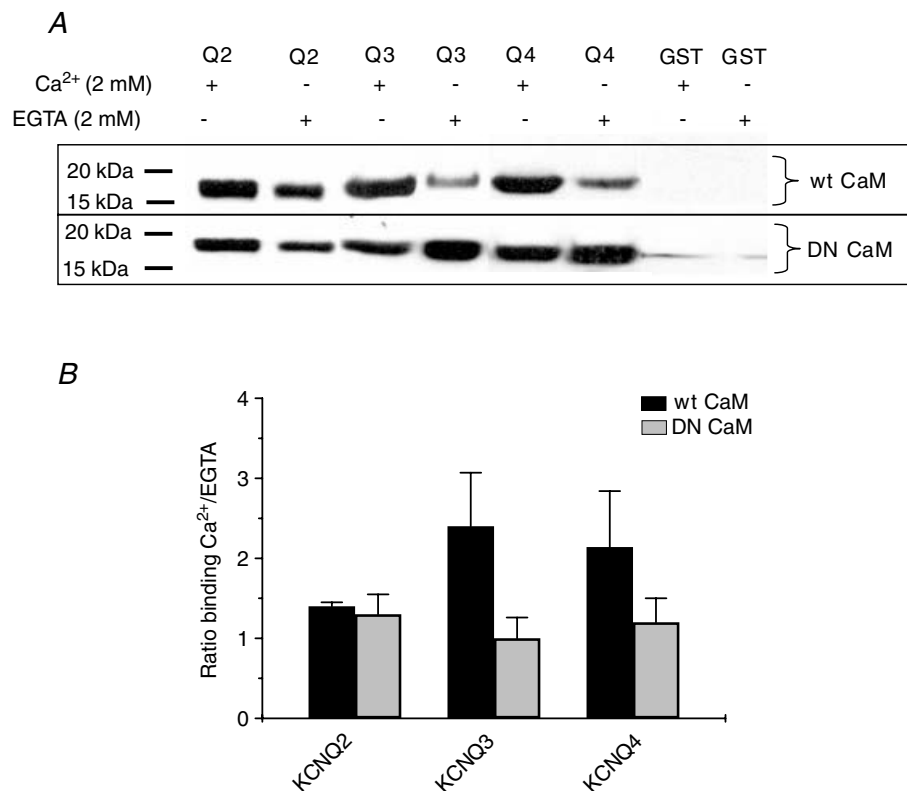 A
Q2 Q2 Q3 Q3 Q4 Q4 GST GST
Ca²⁺ (2 mM) + - + - + - + -
EGTA (2 mM) - + - + - + - +
20 kDa
15 kDa
wt CaM
20 kDa
15 kDa
DN CaM
B
4
3
2
1
0
Ratio binding Ca²⁺/EGTA
wt CaM
DN CaM
KCNQ2
KCNQ3
KCNQ4